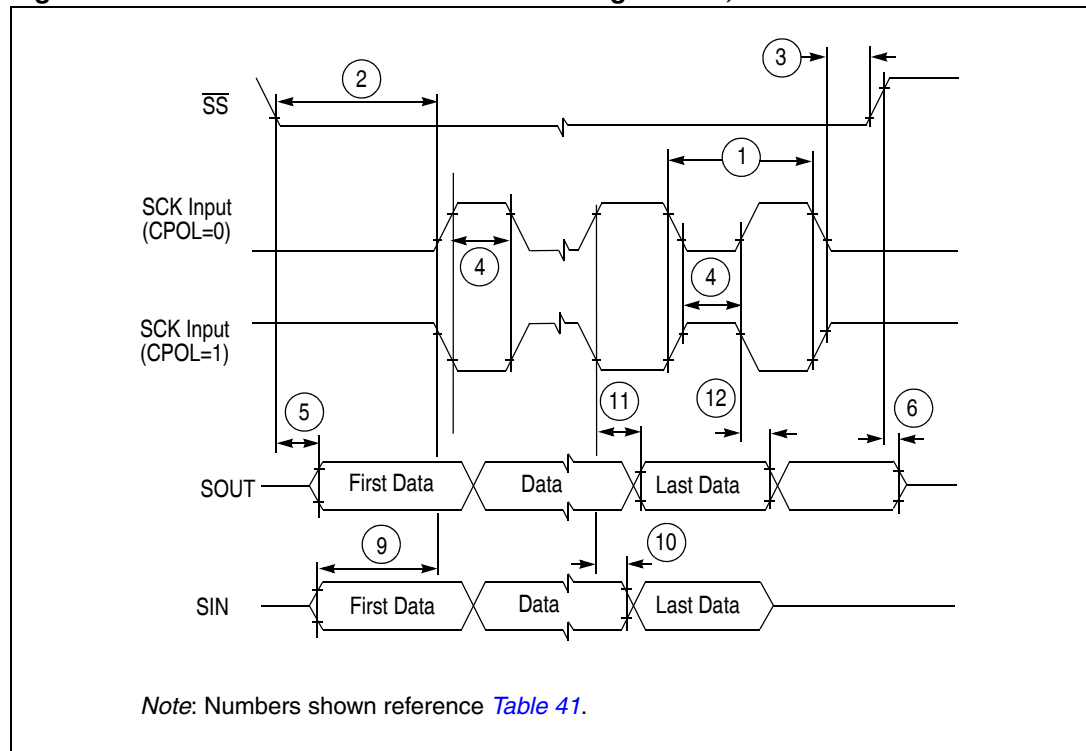 3
2
SS
1
SCK Input
(CPOL=0)
4
4
SCK Input
(CPOL=1)
5
11
12
6
SOUT
First Data
Data
Last Data
9
10
SIN
First Data
Data
Last Data
Note: Numbers shown reference Table 41.